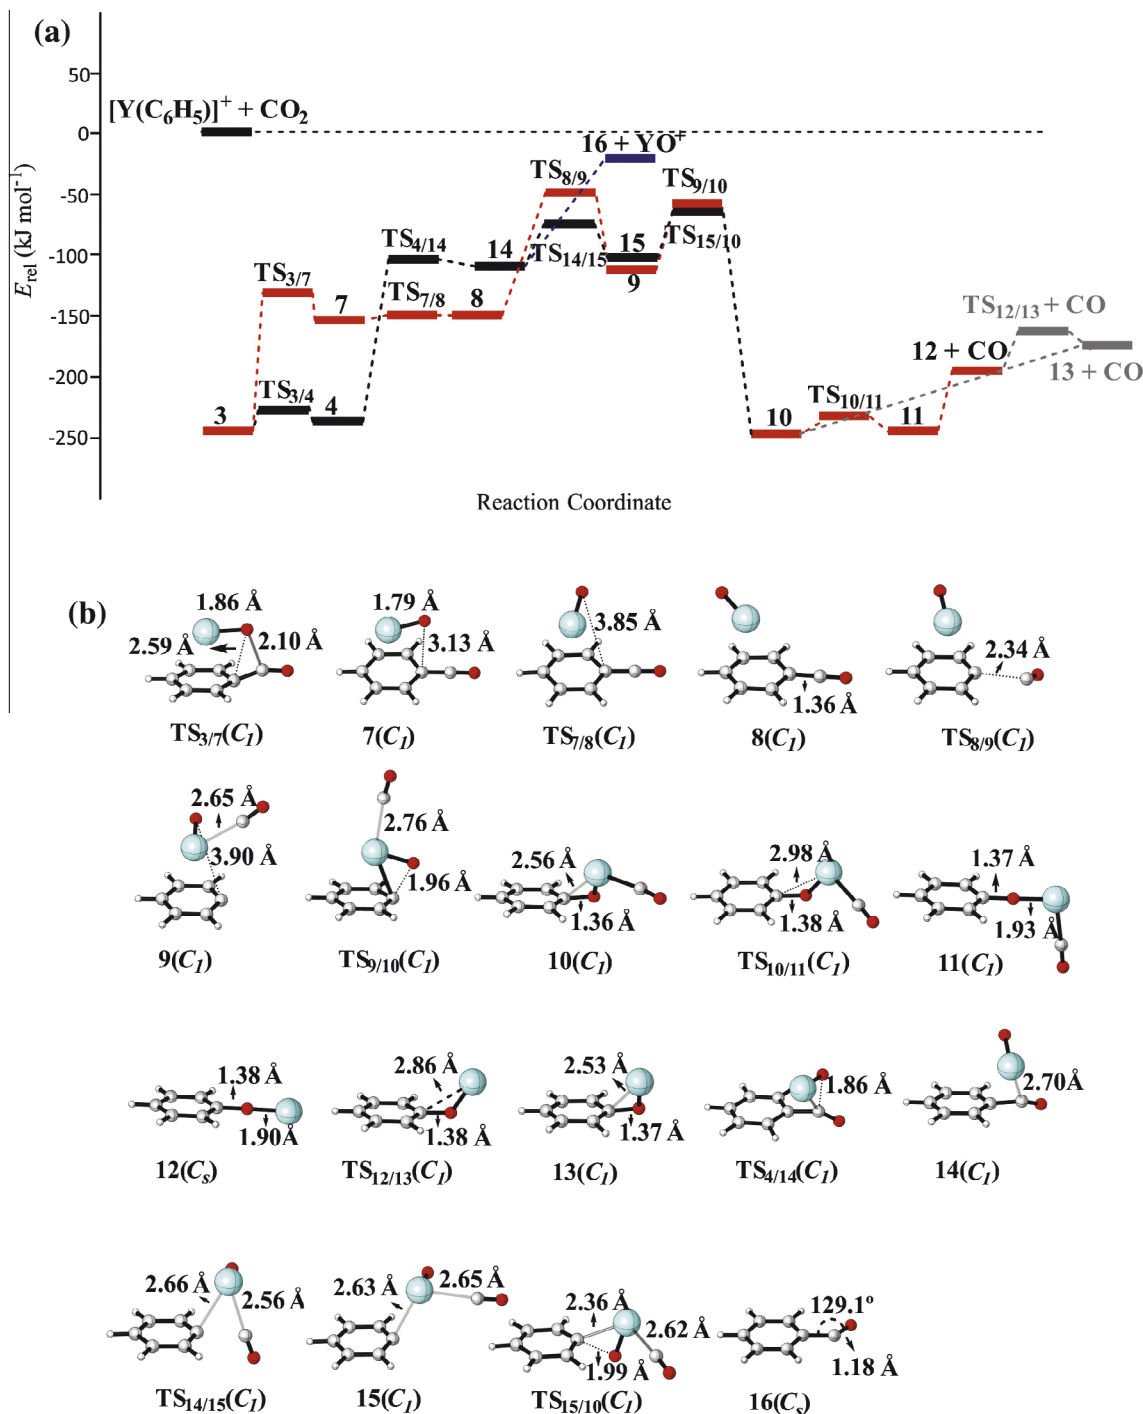 (a)
50
[Y(C6H5)]+ + CO2
0
16 + YO+
TS8/9
TS9/10
-50
TS4/14
14
TS14/15
15
TS15/10
-100
TS3/7
7
TS7/8
8
9
-150
TS12/13 + CO
12 + CO
13 + CO
-200
3
TS3/4
4
10
TS10/11
11
-250
Erel (kJ mol-1)
Reaction Coordinate
(b)
1.86 Å
2.59 Å
2.10 Å
TS3/7(C1)
1.79 Å
3.13 Å
7(C1)
3.85 Å
TS7/8(C1)
1.36 Å
8(C1)
2.34 Å
TS8/9(C1)
2.65 Å
3.90 Å
9(C1)
2.76 Å
1.96 Å
TS9/10(C1)
2.56 Å
1.36 Å
10(C1)
2.98 Å
1.38 Å
TS10/11(C1)
1.37 Å
1.93 Å
11(C1)
1.38 Å
1.90Å
12(Cs)
2.86 Å
1.38 Å
TS12/13(C1)
2.53 Å
1.37 Å
13(C1)
1.86 Å
TS4/14(C1)
2.70Å
14(C1)
2.66 Å
2.56 Å
TS14/15(C1)
2.63 Å
2.65 Å
15(C1)
2.36 Å
2.62 Å
1.99 Å
TS15/10(C1)
129.1º
1.18 Å
16(Cs)